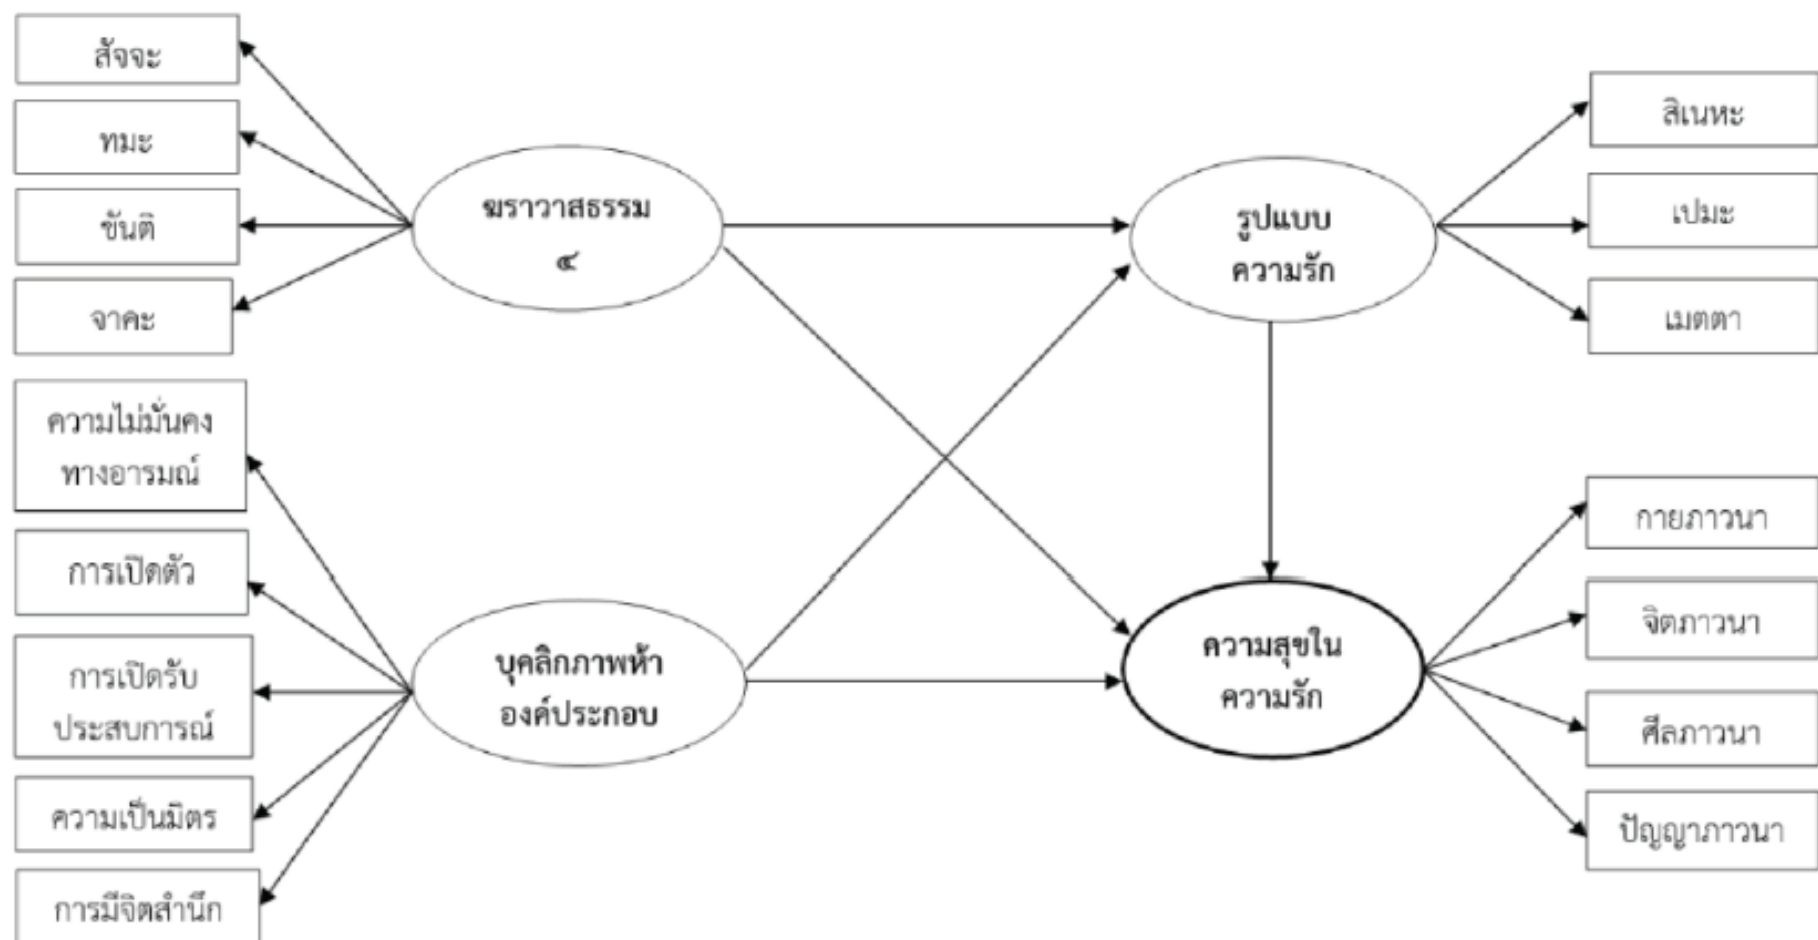 สัจจะ
ทมะ
ขันติ
จาคะ
ความไม่มั่นคง
ทางอารมณ์
การเปิดตัว
การเปิดรับ
ประสบการณ์
ความเป็นมิตร
การมีจิตสำนึก
ฆราวาสธรรม
๔
บุคลิกภาพห้า
องค์ประกอบ
รูปแบบ
ความรัก
ความสุขใน
ความรัก
สิเนหะ
เปมะ
เมตตา
กายภาวนา
จิตภาวนา
ศีลภาวนา
ปัญญาภาวนา